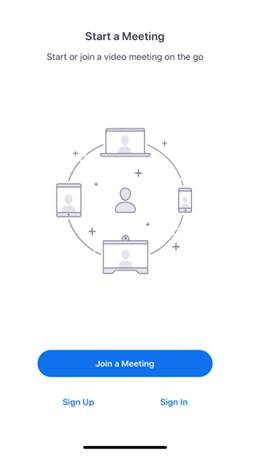 Start a Meeting
Start or join a video meeting on the go
Join a Meeting
Sign Up Sign In